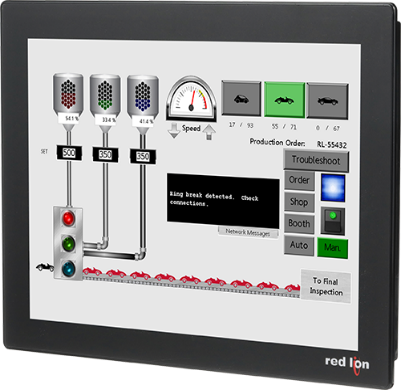 54.1 %
33.4 %
41.4 %
SET
500
350
350
Speed
17 / 93
55 / 71
0 / 67
Production Order:
RL-55432
Troubleshoot
Order
Shop
Booth
Auto
Man.
Ring break detected. Check
connections.
Network Messages
To Final
Inspection
red lion